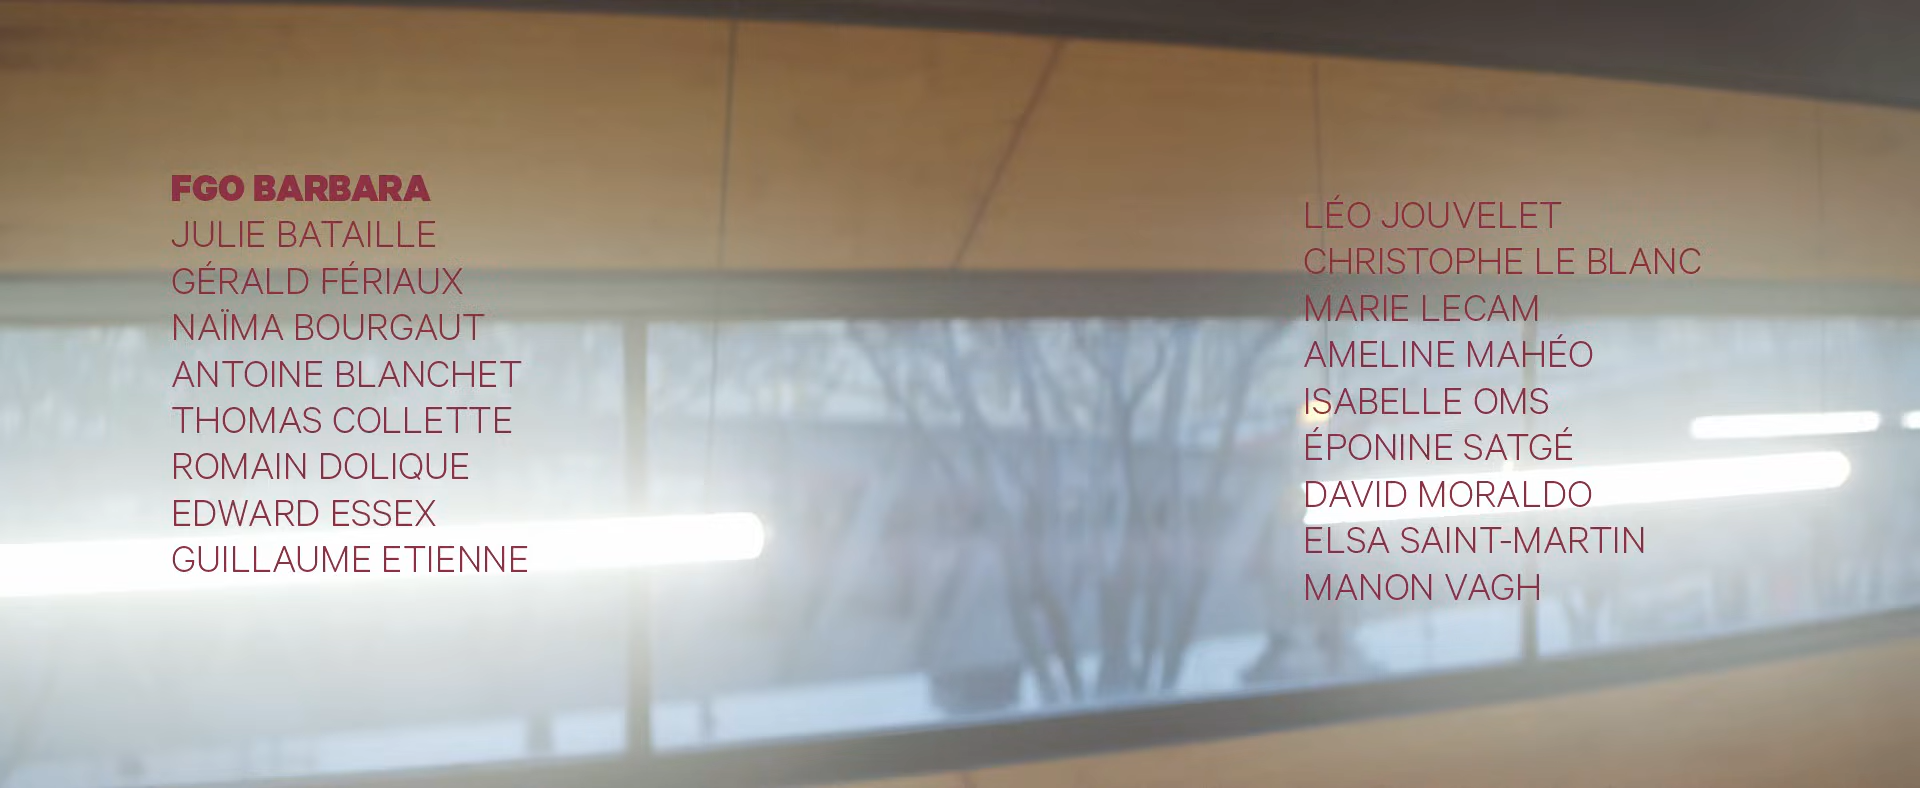 FGO BARBARA
JULIE BATAILLE
GÉRALD FÉRIAUX
NAÏMA BOURGAUT
ANTOINE BLANCHET
THOMAS COLLETTE
ROMAIN DOLIQUE
EDWARD ESSEX
GUILLAUME ETIENNE
LÉO JOUVELET
CHRISTOPHE LE BLANC
MARIE LECAM
AMELINE MAHÉO
ISABELLE OMS
ÉPONINE SATGÉ
DAVID MORALDO
ELSA SAINT-MARTIN
MANON VAGH